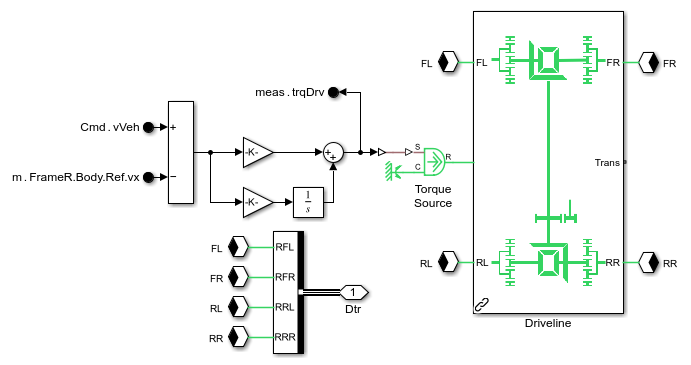 FL
FL
FR
FR
meas.trqDrv
Cmd.vVeh
+
-K-
+
+
S
C
R
Trans
m.FrameR.Body.Ref.vx
−
Torque
Source
-K-
1
s
FL
RFL
RL
RL
RR
RR
FR
RFR
1
Dtr
RL
RRL
RR
RRR
Driveline